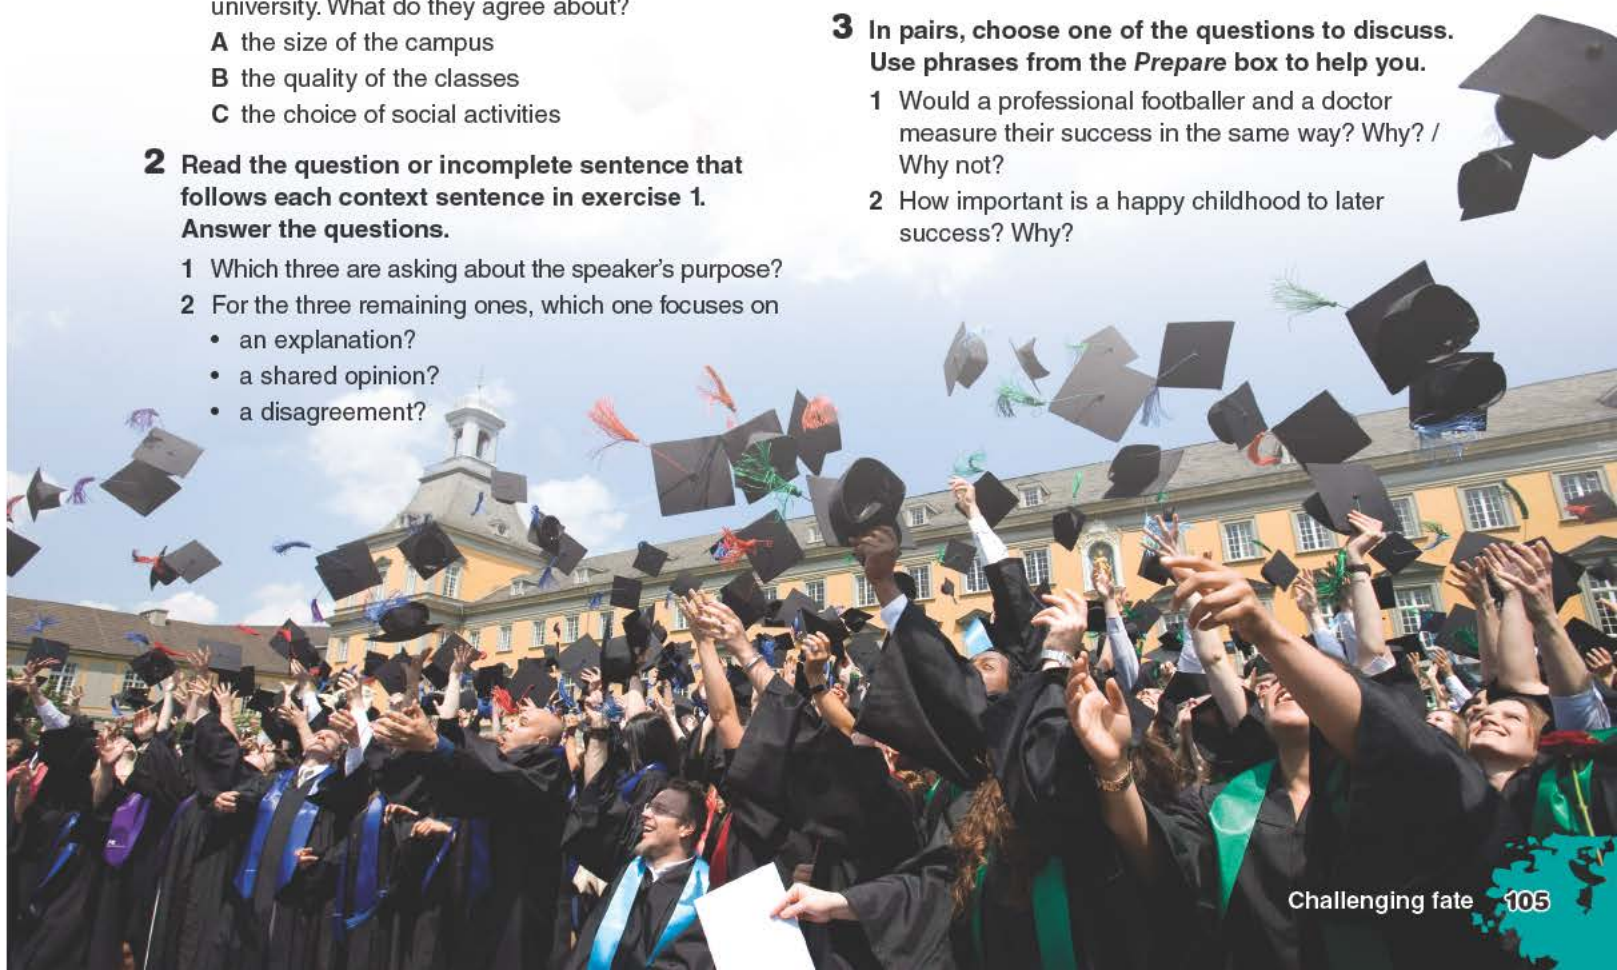 university. What do they agree about?
A the size of the campus
B the quality of the classes
C the choice of social activities
2 Read the question or incomplete sentence that
follows each context sentence in exercise 1.
Answer the questions.
1 Which three are asking about the speaker's purpose?
2 For the three remaining ones, which one focuses on
• an explanation?
• a shared opinion?
• a disagreement?
3 In pairs, choose one of the questions to discuss.
Use phrases from the Prepare box to help you.
1 Would a professional footballer and a doctor
measure their success in the same way? Why? /
Why not?
2 How important is a happy childhood to later
success? Why?
Challenging fate 105